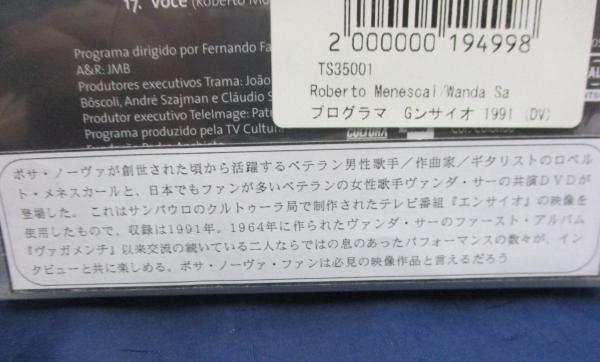 17. Você (Roberto Me
Programa dirigido por Fernando Fa
A&R: JMB
Produtores executivos Trama: João
Bôscoli, André Szajman e Cláudio S
Produtor executivo TeleImage: Patr
Programa produzido pela TV Cultur
CULTURA
2 000000 194998
TS35001
Roberto Menescal/Wanda Sa
プログラマ Gンサイオ 1991 (DV)
ボサ・ノーヴァが創世された頃から活躍するベテラン男性歌手／作曲家／ギタリストのロベル
ト・メネスカールと、日本でもファンが多いベテランの女性歌手ヴァンダ・サーの共演ＤＶＤが
登場した。 これはサンパウロのクルトゥーラ局で制作されたテレビ番組『エンサイオ』の映像を
使用したもので、収録は1991年。1964年に作られたヴァンダ・サーのファースト・アルバム
『ヴァガメンチ』以来交流の続いている二人ならではの息のあったパフォーマンスの数々が、イン
タビューと共に楽しめる。ボサ・ノーヴァ・ファンは必見の映像作品と言えるだろう